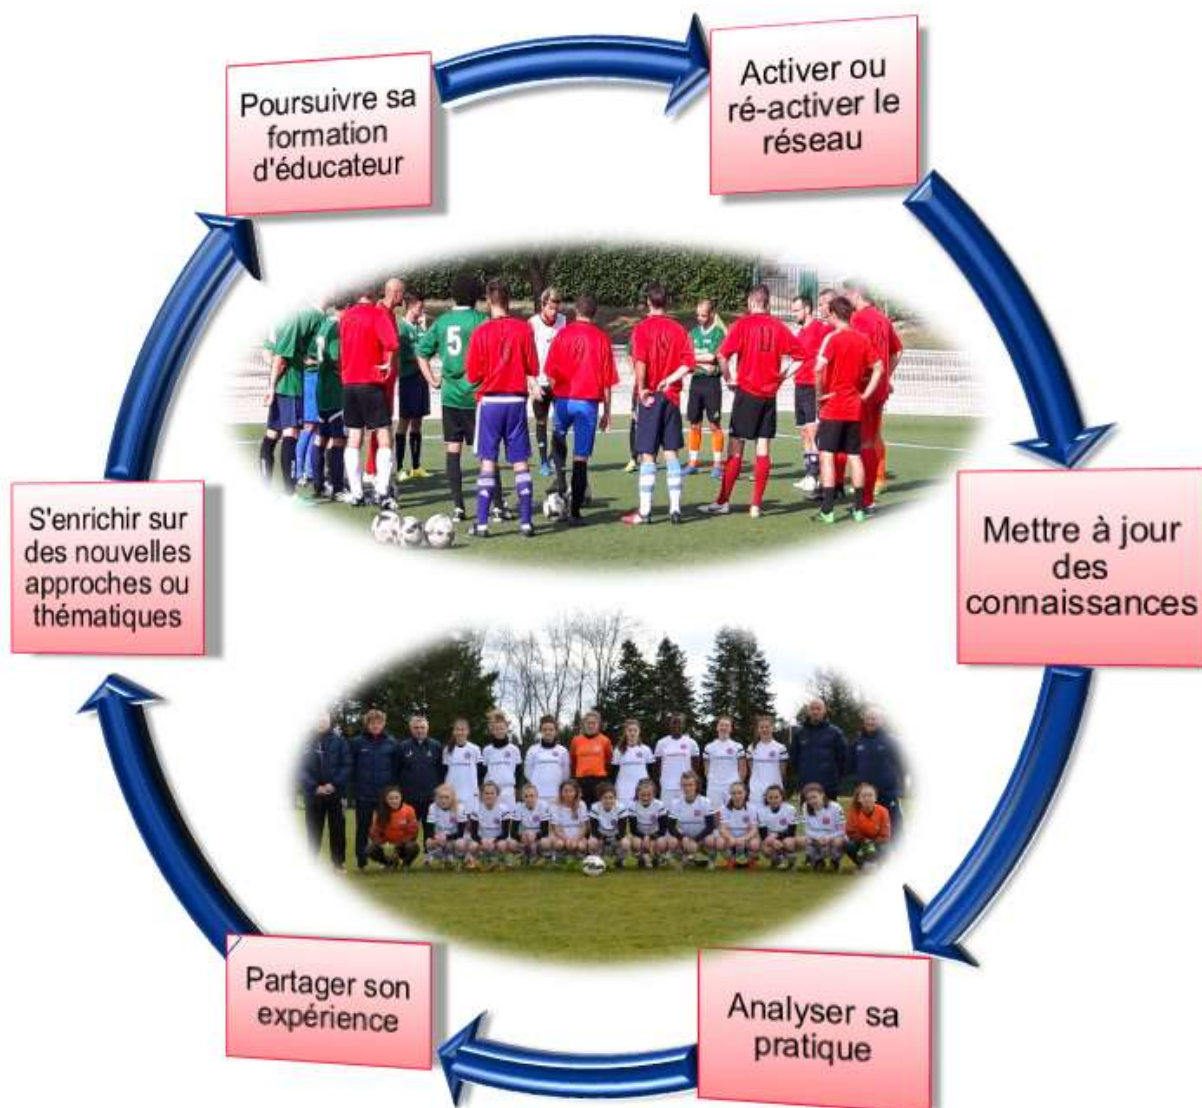 Poursuivre sa
formation
d'éducateur
Activer ou
ré-activer le
réseau
Mettre à jour
des
connaissances
Analyser sa
pratique
Partager son
expérience
S'enrichir sur
des nouvelles
approches ou
thématiques
5